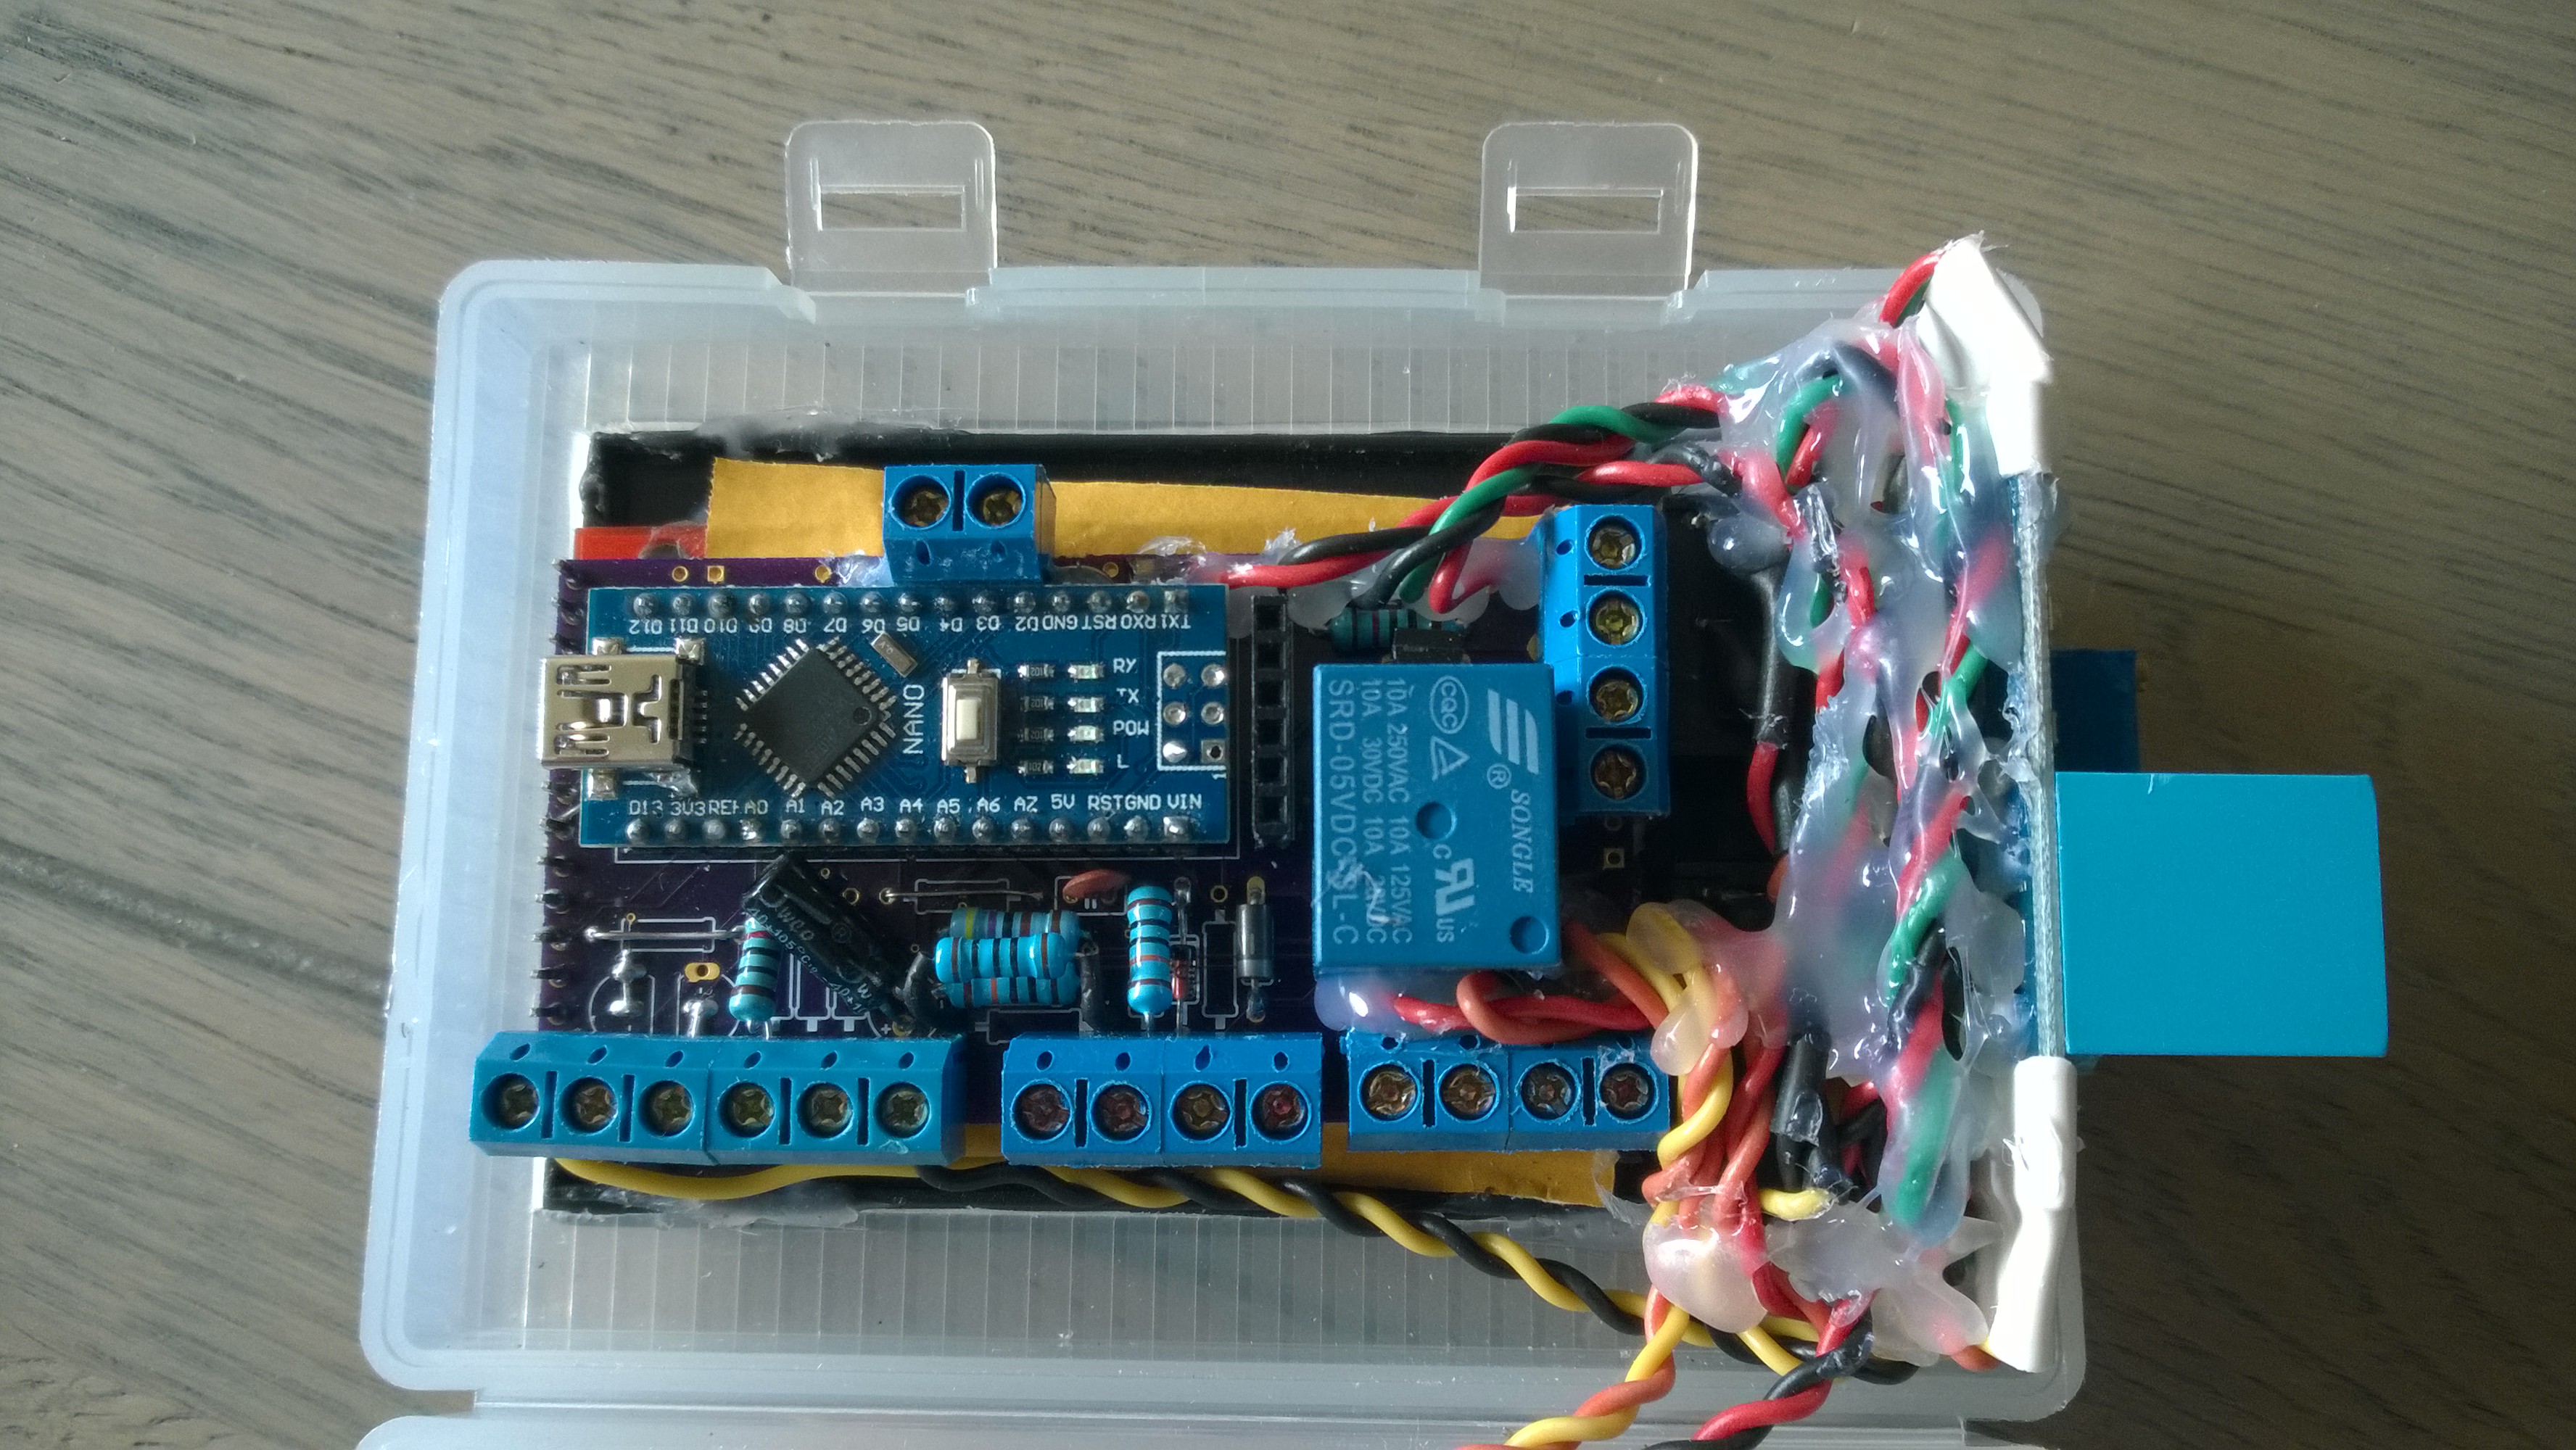 D12 D11 D10 D9 D8 D7 D6 D5 D4 D3 D2 GND RST RX0 TX1
NANO
RX
TX
POW
L
1
D13 3V3 REF A0 A1 A2 A3 A4 A5 A6 A7 5V RST GND VIN
SONGLE
®
CQC
c
US
10A 250VAC 10A 125VAC
10A 30VDC 10A 28VDC
SRD-05VDC-SL-C